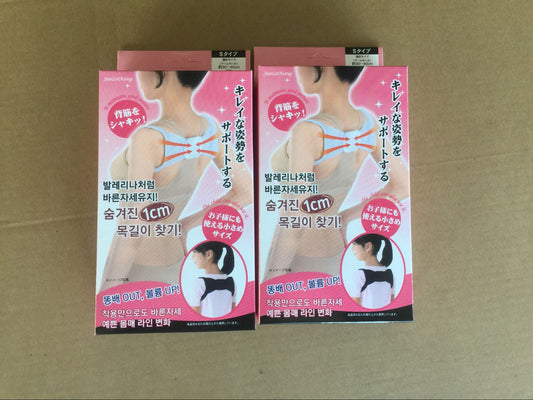 Sタイプ
背筋を
シャキッ!
キレイな姿勢を
サポートする
발레리나처럼
바른자세유지!
숨겨진 1cm
목길이 찾기!
お子様にも
使える小さめ
サイズ
똥배 OUT, 볼륨 UP!
착용만으로도 바른자세
예쁜 몸매 라인 변화
Sタイプ
背筋を
シャキッ!
キレイな姿勢を
サポートする
발레리나처럼
바른자세유지!
숨겨진 1cm
목길이 찾기!
お子様にも
使える小さめ
サイズ
똥배 OUT, 볼륨 UP!
착용만으로도 바른자세
예쁜 몸매 라인 변화